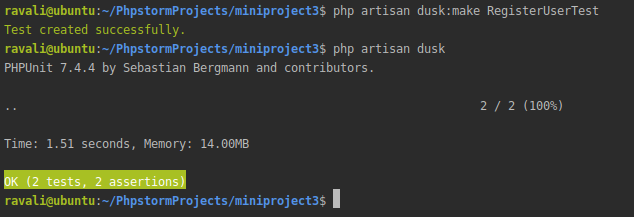 ravali@ubuntu:~/PhpstormProjects/miniproject3$ php artisan dusk:make RegisterUserTest
Test created successfully.
ravali@ubuntu:~/PhpstormProjects/miniproject3$ php artisan dusk
PHPUnit 7.4.4 by Sebastian Bergmann and contributors.
.. 2 / 2 (100%)
Time: 1.51 seconds, Memory: 14.00MB
OK (2 tests, 2 assertions)
ravali@ubuntu:~/PhpstormProjects/miniproject3$